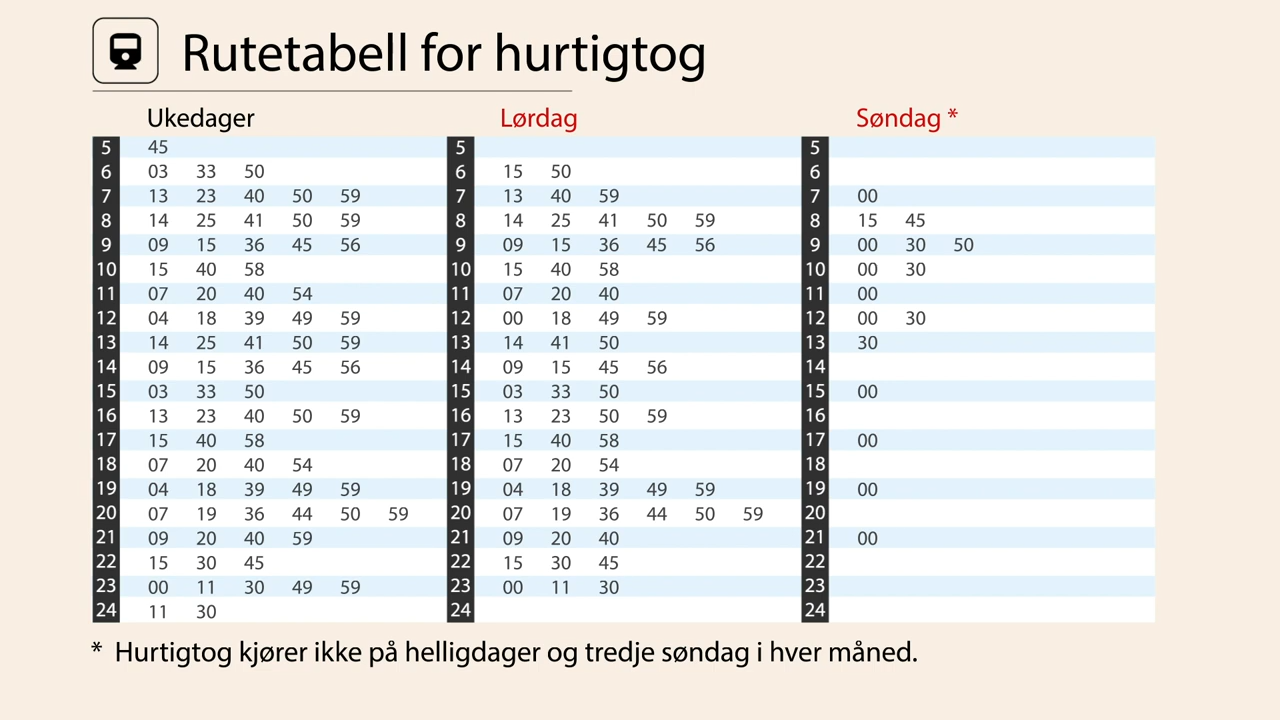 Rutetabell for hurtigtog
Ukedager Lørdag Søndag *
5 45 5 5
6 03 33 50 6 15 50 6
7 13 23 40 50 59 7 13 40 59 7 00
8 14 25 41 50 59 8 14 25 41 50 59 8 15 45
9 09 15 36 45 56 9 09 15 36 45 56 9 00 30 50
10 15 40 58 10 15 40 58 10 00 30
11 07 20 40 54 11 07 20 40 11 00
12 04 18 39 49 59 12 00 18 49 59 12 00 30
13 14 25 41 50 59 13 14 41 50 13 30
14 09 15 36 45 56 14 09 15 45 56 14
15 03 33 50 15 03 33 50 15 00
16 13 23 40 50 59 16 13 23 50 59 16
17 15 40 58 17 15 40 58 17 00
18 07 20 40 54 18 07 20 54 18
19 04 18 39 49 59 19 04 18 39 49 59 19 00
20 07 19 36 44 50 59 20 07 19 36 44 50 59 20
21 09 20 40 59 21 09 20 40 21 00
22 15 30 45 22 15 30 45 22
23 00 11 30 49 59 23 00 11 30 23
24 11 30 24 24
* Hurtigtog kjører ikke på helligdager og tredje søndag i hver måned.